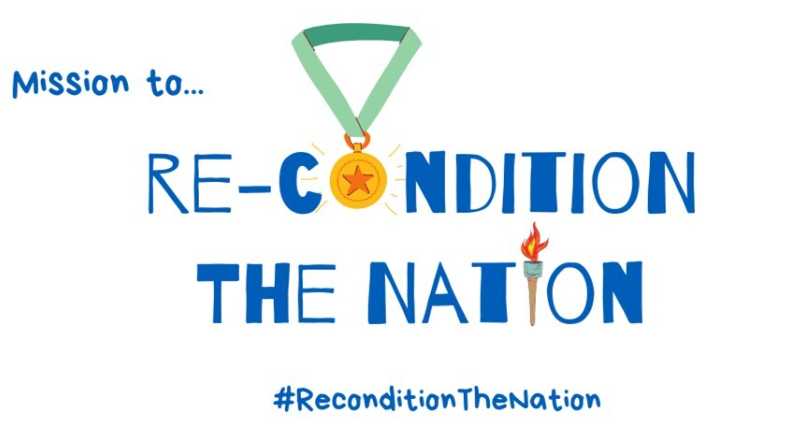 Mission to...
RE-CONDITION
THE NATION
#ReconditionTheNation